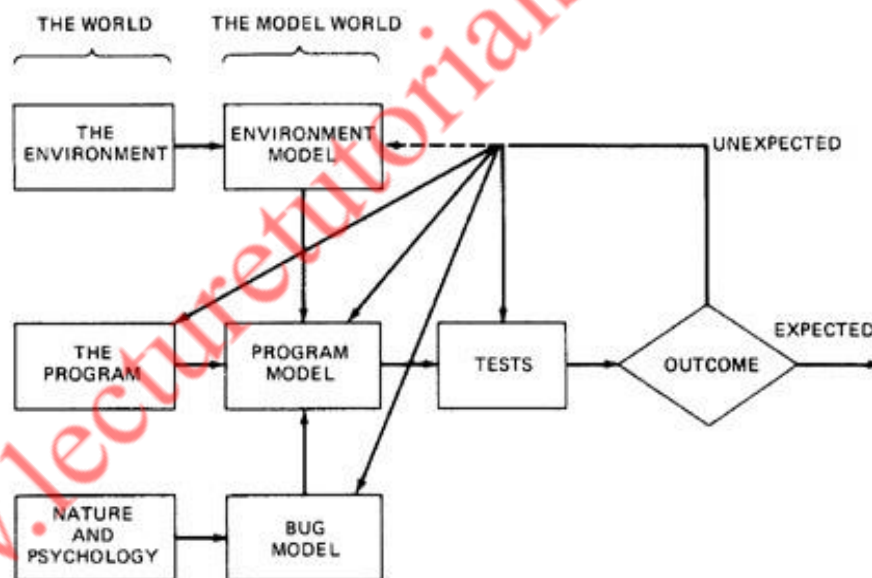 THE WORLD
THE MODEL WORLD
THE
ENVIRONMENT
ENVIRONMENT
MODEL
UNEXPECTED
THE
PROGRAM
PROGRAM
MODEL
TESTS
OUTCOME
EXPECTED
NATURE
AND
PSYCHOLOGY
BUG
MODEL
.lecturetutorial